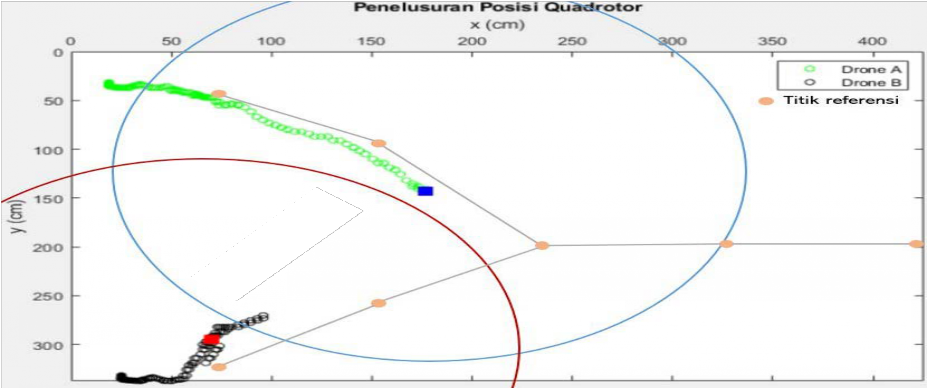 Penelusuran Posisi Quadrotor
x (cm)
0 50 100 150 200 250 300 350 400
0
50
100
150
200
250
300
y (cm)
Drone A
Drone B
Titik referensi